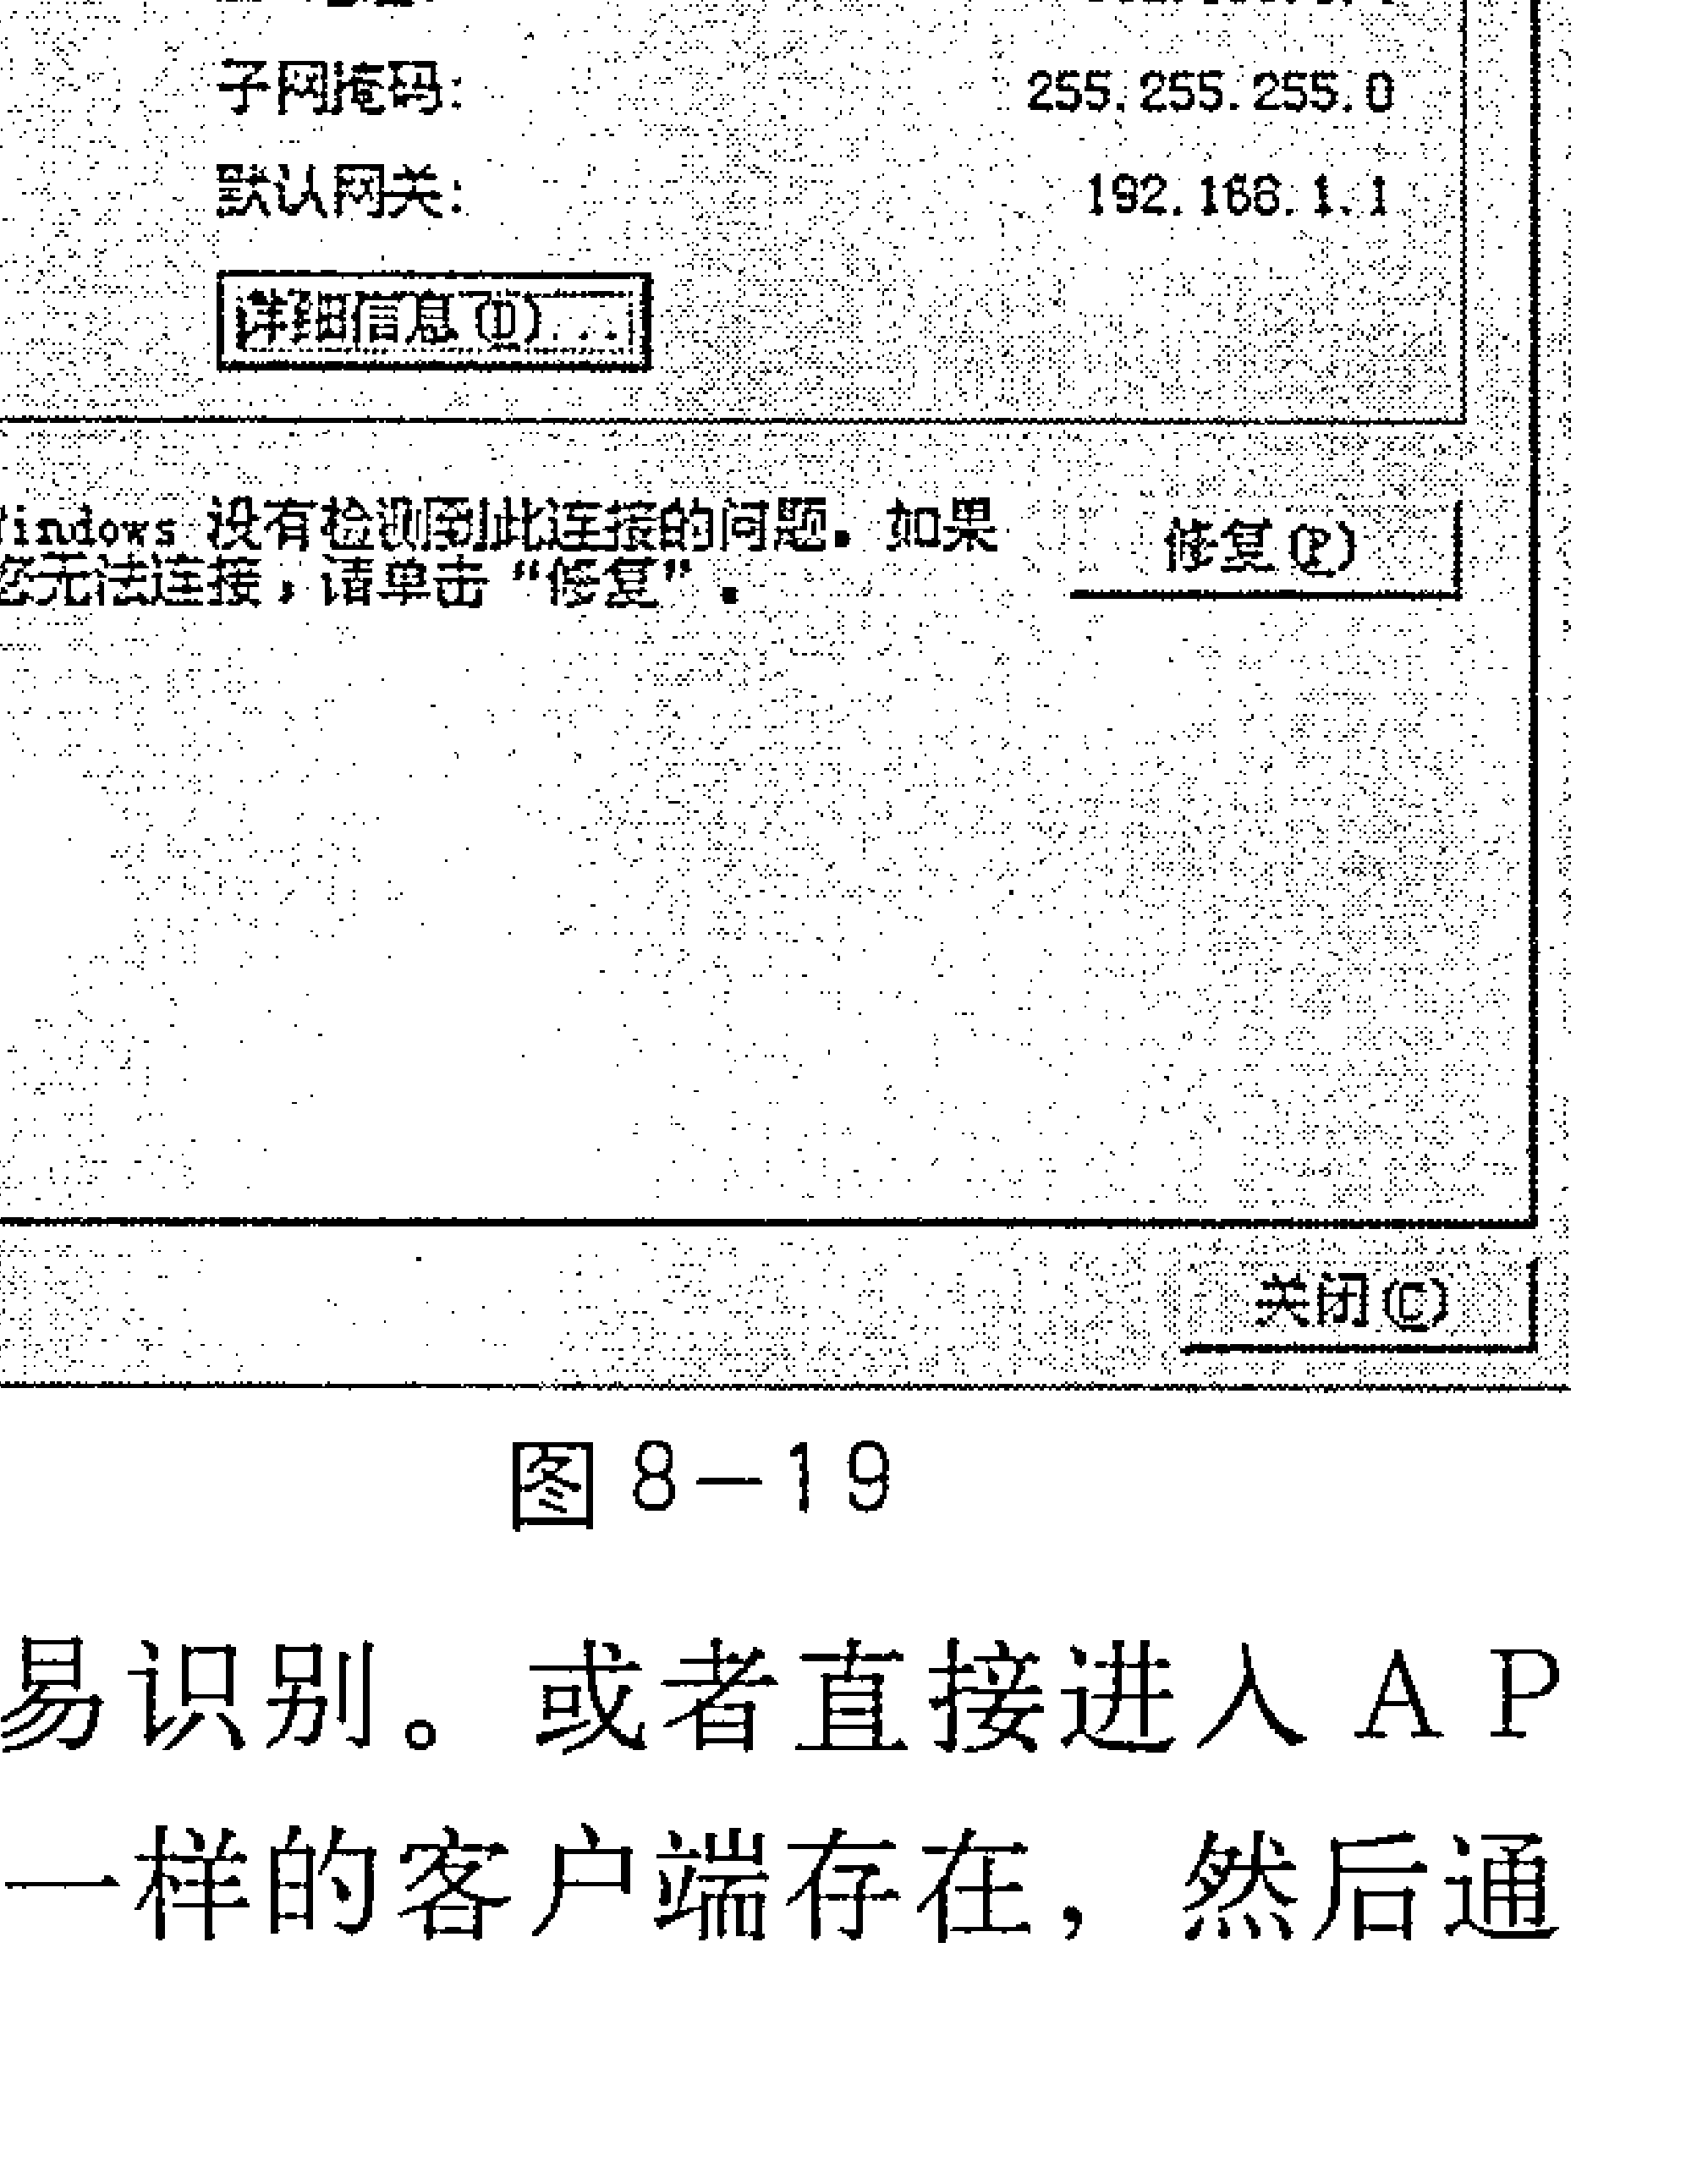 子网掩码: 255.255.255.0
默认网关: 192.168.1.1
详细信息(D)...
Windows 没有检测到此连接的问题。如果
您无法连接，请单击“修复”。
修复(P)
关闭(C)
图 8-19
易识别。或者直接进入AP
一样的客户端存在，然后通